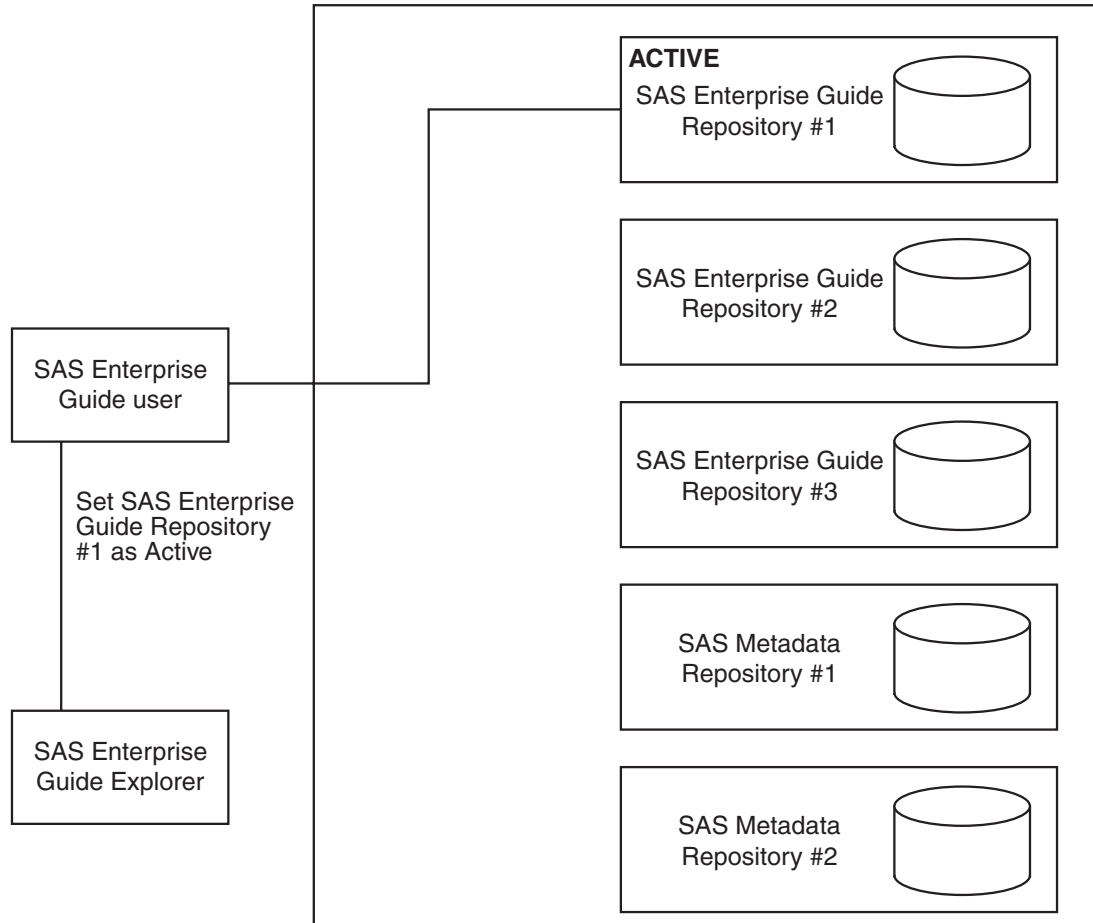 ACTIVE
SAS Enterprise Guide
Repository #1
SAS Enterprise Guide
Repository #2
SAS Enterprise
Guide user
SAS Enterprise Guide
Repository #3
Set SAS Enterprise
Guide Repository
#1 as Active
SAS Metadata
Repository #1
SAS Enterprise
Guide Explorer
SAS Metadata
Repository #2